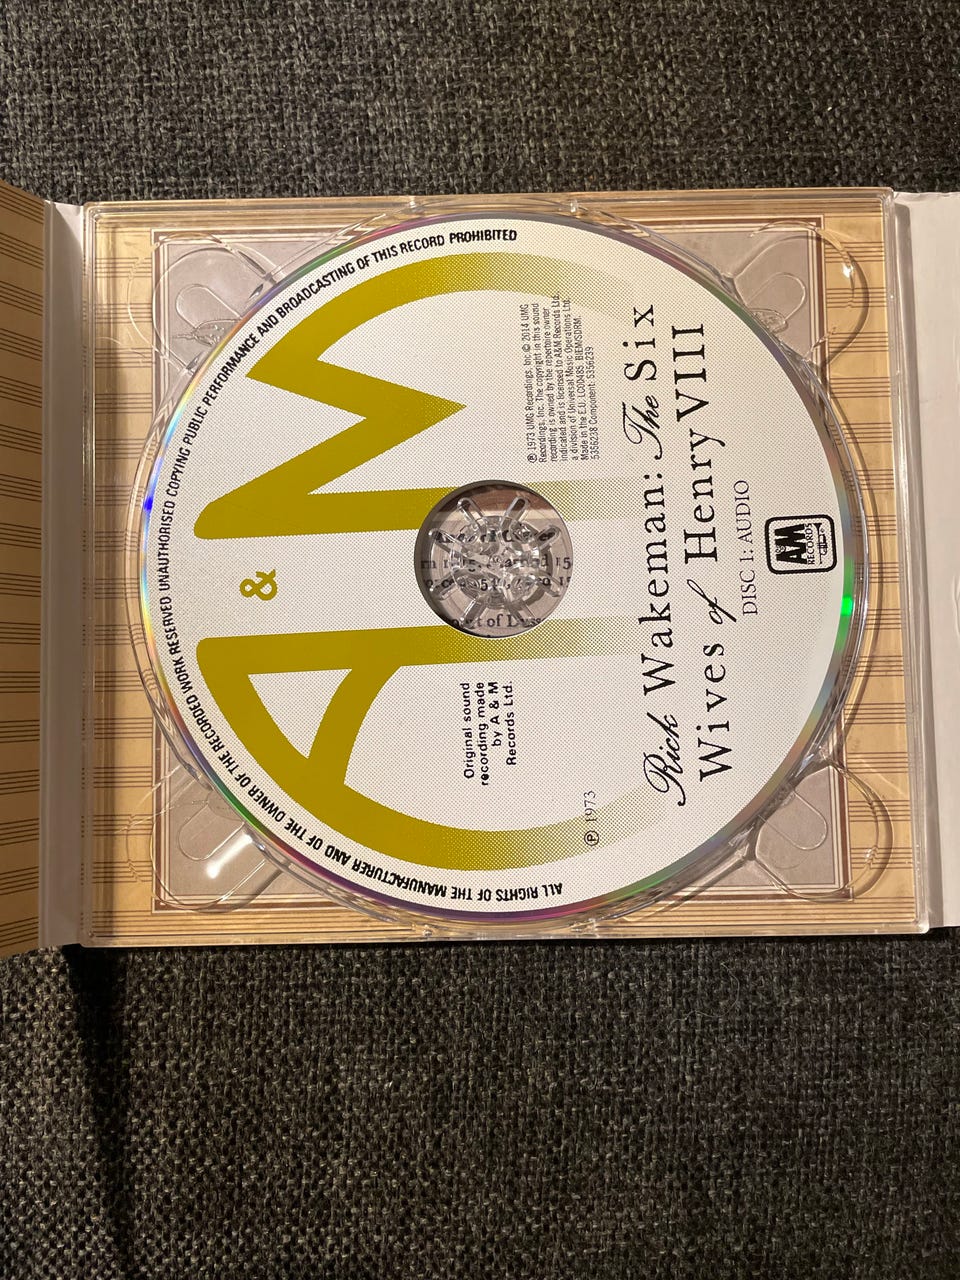 ALL RIGHTS OF THE MANUFACTURER AND OF THE OWNER OF THE RECORDED WORK RESERVED UNAUTHORISED COPYING PUBLIC PERFORMANCE AND BROADCASTING OF THIS RECORD PROHIBITED
A & M
Original sound
recording made
by A & M
Records Ltd.
℗ 1973 UMG Recordings, Inc. © 2014 UMG
Recordings, Inc. The copyright in this sound
recording is owned by the repertoire owner
indicated and is licensed to A&M Records Ltd.
a division of Universal Music Operations Ltd.
Made in the E.U. LC00485. BIEM/SDRM.
5356238 Component: 5356239
℗ 1973
Rick Wakeman: The Six
Wives of Henry VIII
DISC 1: AUDIO
A&M
RECORDS